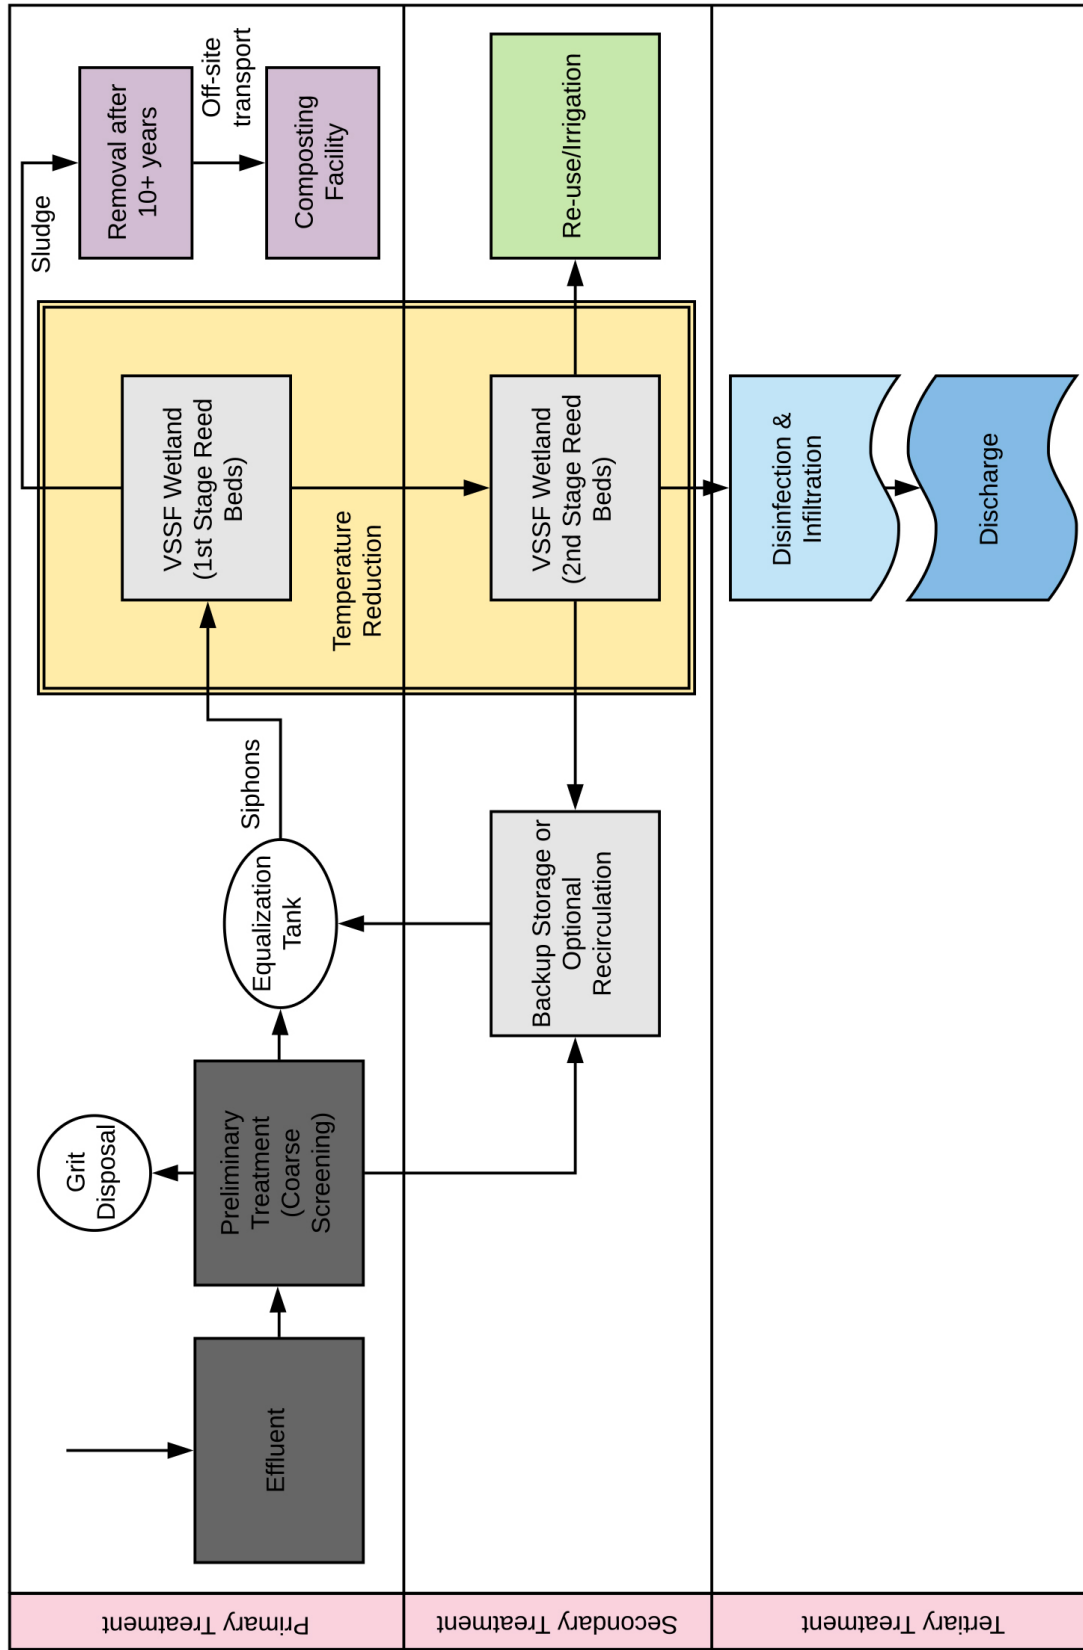 Primary Treatment
Effluent
Grit
Disposal
Preliminary
Treatment
(Coarse
Screening)
Equalization
Tank
Siphons
VSSF Wetland
(1st Stage Reed
Beds)
Temperature
Reduction
Sludge
Removal after
10+ years
Off-site
transport
Composting
Facility
Secondary Treatment
Backup Storage or
Optional
Recirculation
VSSF Wetland
(2nd Stage Reed
Beds)
Re-use/Irrigation
Tertiary Treatment
Disinfection &
Infiltration
Discharge